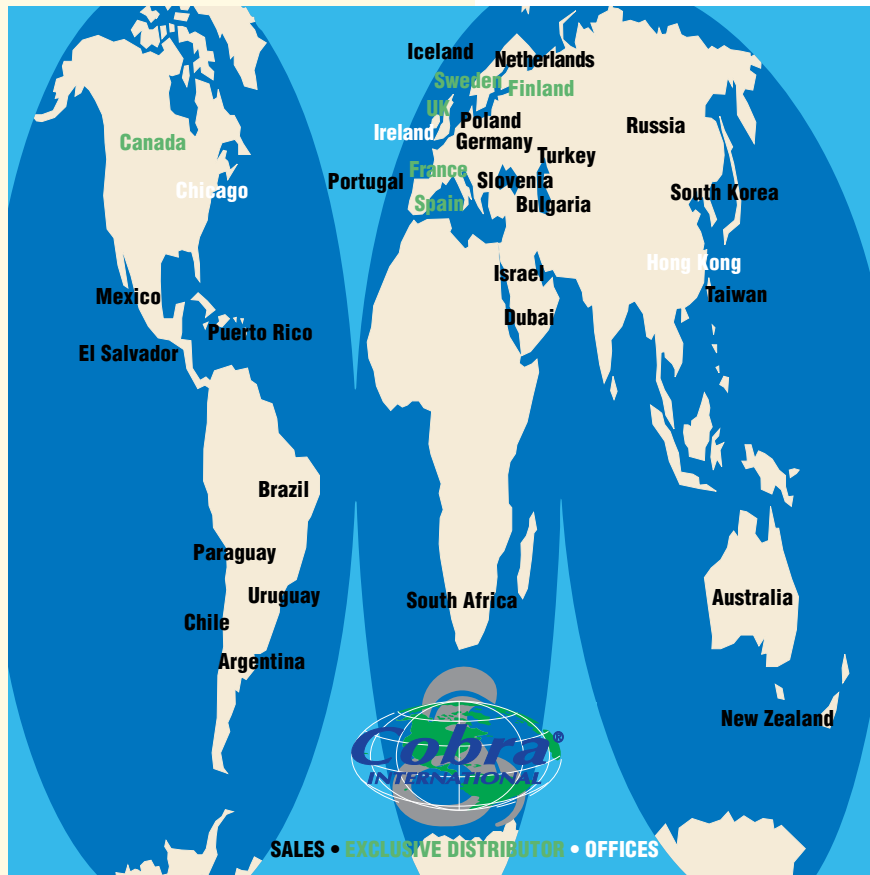 Iceland
Netherlands
Sweden
Finland
UK
Poland
Russia
Ireland
Germany
Canada
Turkey
France
Portugal
Slovenia
Chicago
South Korea
Spain
Bulgaria
Hong Kong
Israel
Mexico
Taiwan
Dubai
Puerto Rico
El Salvador
Brazil
Paraguay
Uruguay
South Africa
Australia
Chile
Argentina
New Zealand
Cobra®
INTERNATIONAL
SALES • EXCLUSIVE DISTRIBUTOR • OFFICES